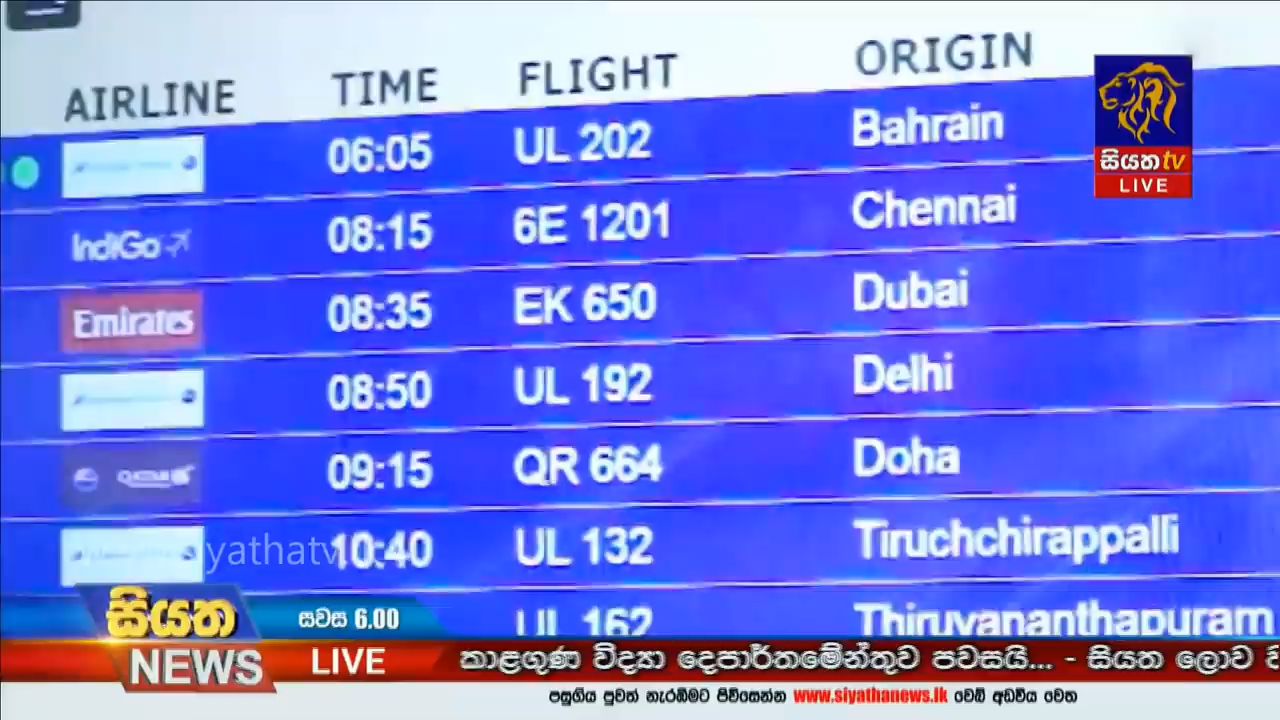 AIRLINE TIME FLIGHT ORIGIN
06:05 UL 202 Bahrain
IndiGo 08:15 6E 1201 Chennai
Emirates 08:35 EK 650 Dubai
08:50 UL 192 Delhi
QATAR 09:15 QR 664 Doha
10:40 UL 132 Tiruchchirappalli
UL 162 Thiruvananthapuram
සියත tv
LIVE
සියත
NEWS
සවස 6.00
LIVE
කාළගුණ විද්‍යා දෙපාර්තමේන්තුව පවසයි... - සියත ලොව
පසුගිය පුවත් නැරඹීමට පිවිසෙන්න www.siyathanews.lk වෙබ් අඩවිය වෙත